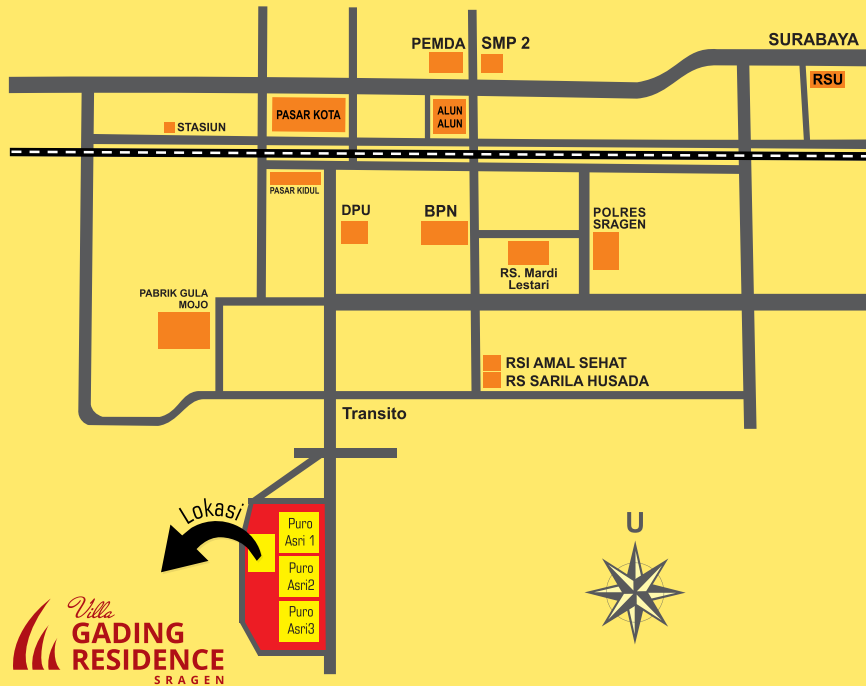 SURABAYA
PEMDA
SMP 2
RSU
PASAR KOTA
ALUN
ALUN
STASIUN
PASAR KIDUL
DPU
BPN
POLRES
SRAGEN
RS. Mardi
Lestari
PABRIK GULA
MOJO
RSI AMAL SEHAT
RS SARILA HUSADA
Transito
Lokasi
Puro
Asri 1
Puro
Asri2
Puro
Asri3
U
Villa
GADING
RESIDENCE
SRAGEN